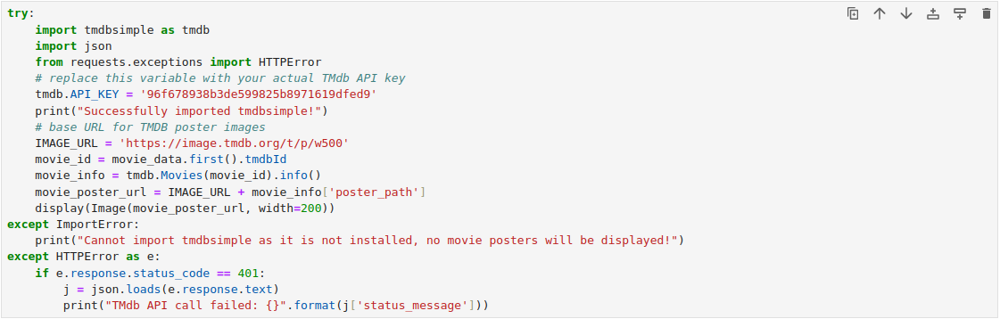 try:
    import tmdbsimple as tmdb
    import json
    from requests.exceptions import HTTPError
    # replace this variable with your actual TMdb API key
    tmdb.API_KEY = '96f678938b3de599825b8971619dfed9'
    print("Successfully imported tmdbsimple!")
    # base URL for TMDB poster images
    IMAGE_URL = 'https://image.tmdb.org/t/p/w500'
    movie_id = movie_data.first().tmdbId
    movie_info = tmdb.Movies(movie_id).info()
    movie_poster_url = IMAGE_URL + movie_info['poster_path']
    display(Image(movie_poster_url, width=200))
except ImportError:
    print("Cannot import tmdbsimple as it is not installed, no movie posters will be displayed!")
except HTTPError as e:
    if e.response.status_code == 401:
        j = json.loads(e.response.text)
        print("TMdb API call failed: {}".format(j['status_message']))